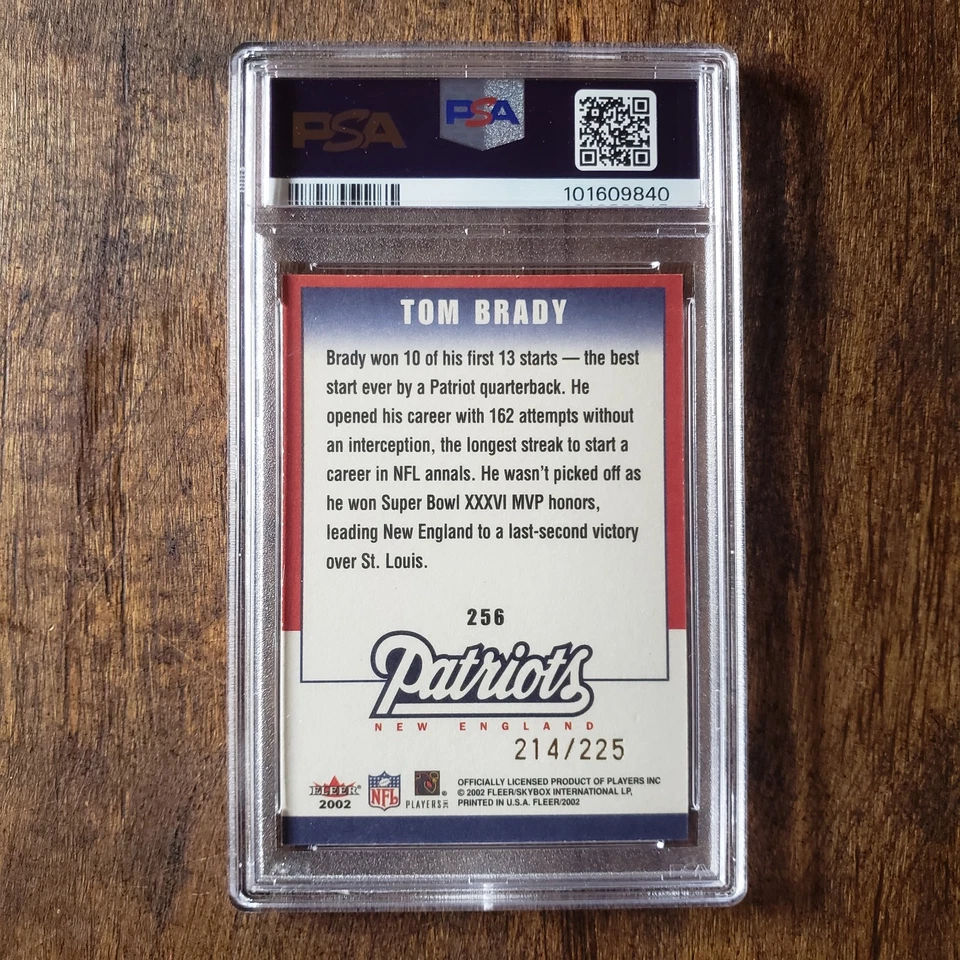 PSA
PSA
101609840
TOM BRADY
Brady won 10 of his first 13 starts — the best
start ever by a Patriot quarterback. He
opened his career with 162 attempts without
an interception, the longest streak to start a
career in NFL annals. He wasn't picked off as
he won Super Bowl XXXVI MVP honors,
leading New England to a last-second victory
over St. Louis.
256
Patriots
NEW ENGLAND
214/225
FLEER®
2002
NFL
PLAYERS INC
®
OFFICIALLY LICENSED PRODUCT OF PLAYERS INC
© 2002 FLEER/SKYBOX INTERNATIONAL LP,
PRINTED IN U.S.A. FLEER/2002
PSA